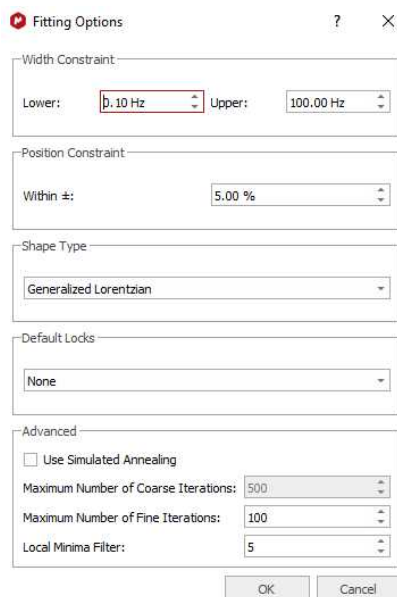 Fitting Options ?
Width Constraint
Lower: 0.10 Hz Upper: 100.00 Hz
Position Constraint
Within ±: 5.00 %
Shape Type
Generalized Lorentzian
Default Locks
None
Advanced
Use Simulated Annealing
Maximum Number of Coarse Iterations: 500
Maximum Number of Fine Iterations: 100
Local Minima Filter: 5
OK Cancel